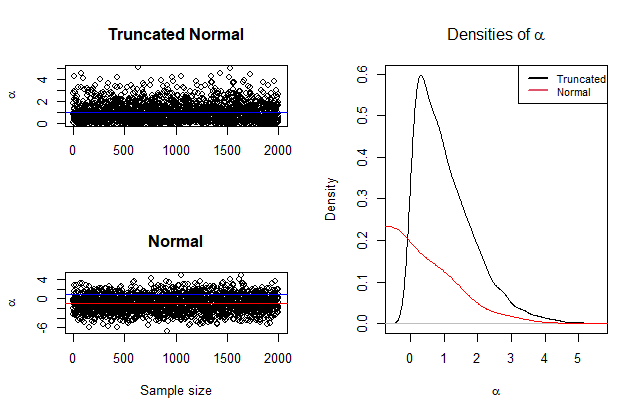 Truncated Normal
α
0 2 4
0 500 1000 1500 2000
Normal
α
-6 0 4
0 500 1000 1500 2000
Sample size
Densities of α
Density
0.0 0.1 0.2 0.3 0.4 0.5 0.6
Truncated
Normal
0 1 2 3 4 5
α